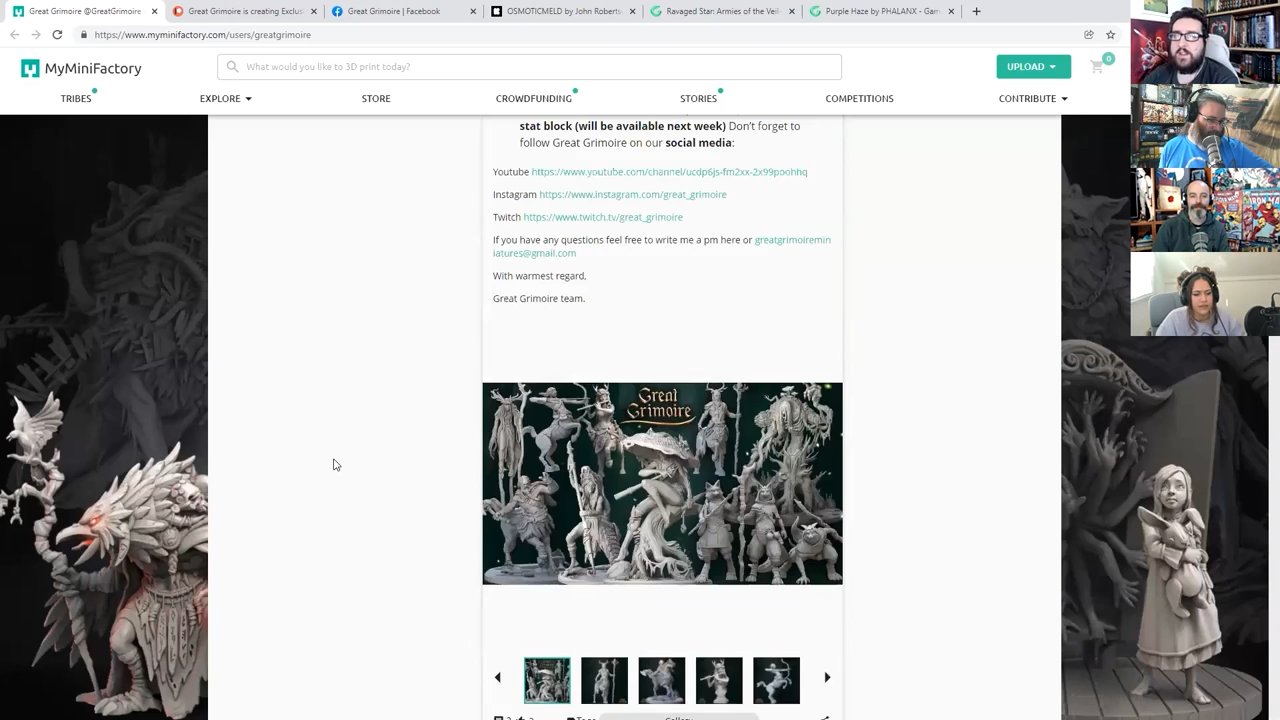 Great Grimoire @GreatGrimoire
Great Grimoire is creating Exclus
Great Grimoire | Facebook
OSMOTICMELD by John Roberts
Ravaged Star: Armies of the Veil
Purple Haze by PHALANX - Gam
https://www.myminifactory.com/users/greatgrimoire
MyMiniFactory
What would you like to 3D print today?
UPLOAD
0
TRIBES
EXPLORE
STORE
CROWDFUNDING
STORIES
COMPETITIONS
CONTRIBUTE
stat block (will be available next week) Don't forget to
follow Great Grimoire on our social media:
Youtube https://www.youtube.com/channel/ucdp6js-fm2xx-2x99poohhq
Instagram https://www.instagram.com/great_grimoire
Twitch https://www.twitch.tv/great_grimoire
If you have any questions feel free to write me a pm here or greatgrimoiremin
iatures@gmail.com
With warmest regard,
Great Grimoire team.
Great
Grimoire